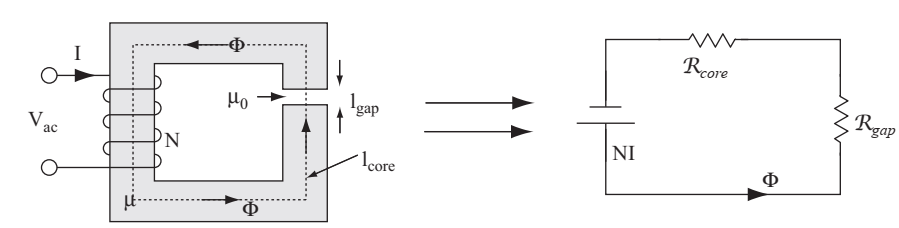 I
Φ
μ₀
l_gap
V_ac
N
l_core
μ
Φ
ℛ_core
ℛ_gap
NI
Φ